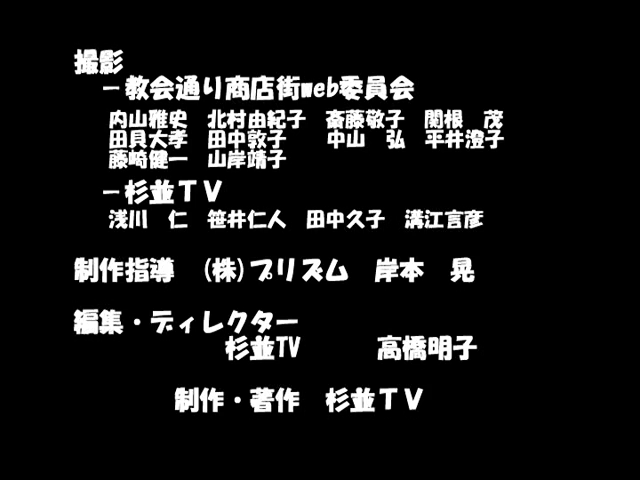 撮影
－教会通り商店街web委員会
内山雅史　北村由紀子　斎藤敬子　関根　茂
田貝大孝　田中敦子　　中山　弘　平井澄子
藤崎健一　山岸靖子
－杉並ＴＶ
浅川　仁　笹井仁人　田中久子　溝江言彦
制作指導　(株)プリズム　岸本　晃
編集・ディレクター
杉並TV　　　高橋明子
制作・著作　杉並ＴＶ